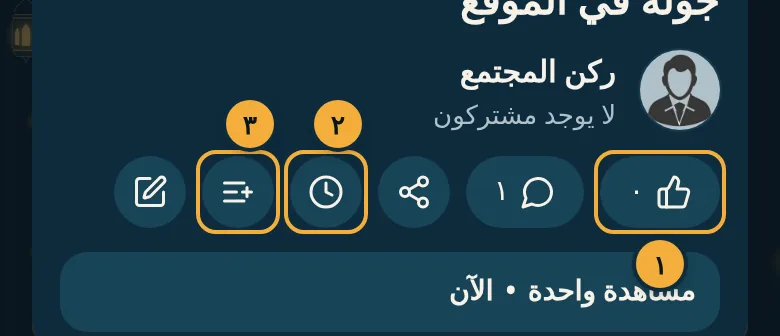 جولة في الموقع
ركن المجتمع
لا يوجد مشتركون
٣ ٢
٠ ١
١
مشاهدة واحدة • الآن